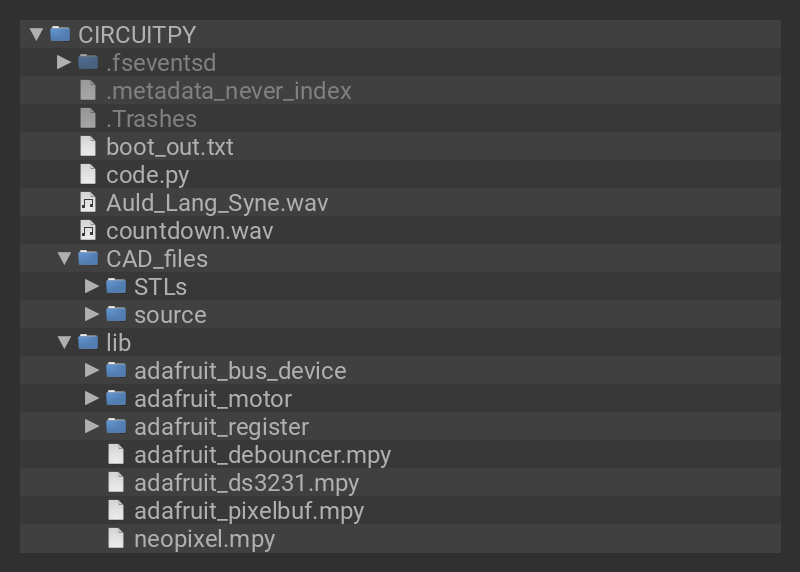 CIRCUITPY
.fseventsd
.metadata_never_index
.Trashes
boot_out.txt
code.py
Auld_Lang_Syne.wav
countdown.wav
CAD_files
STLs
source
lib
adafruit_bus_device
adafruit_motor
adafruit_register
adafruit_debouncer.mpy
adafruit_ds3231.mpy
adafruit_pixelbuf.mpy
neopixel.mpy